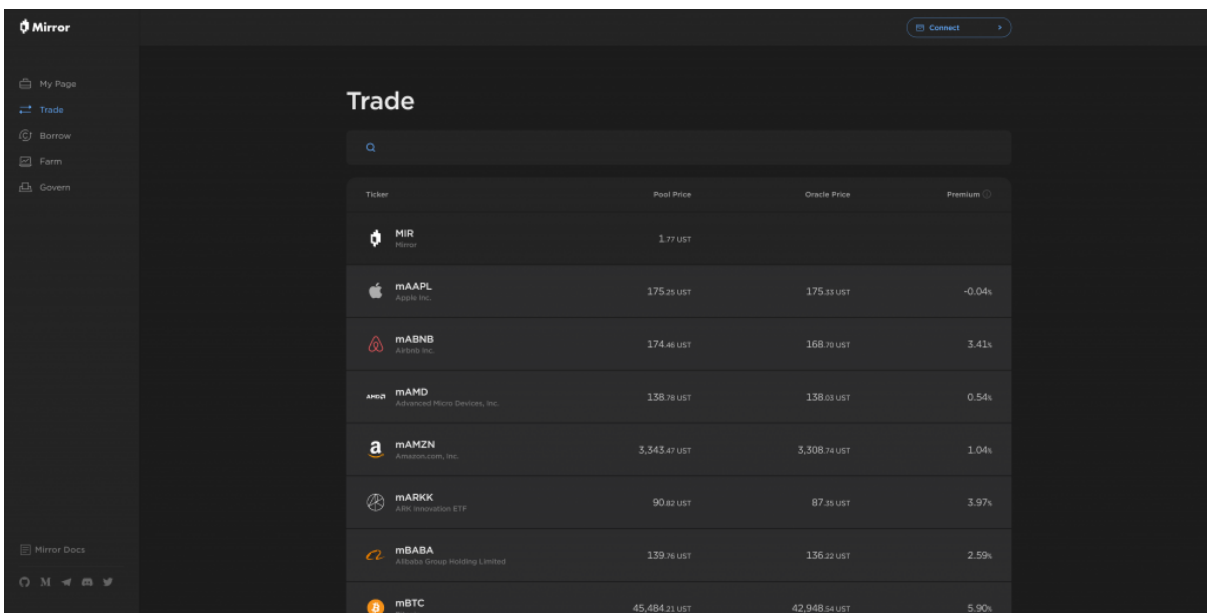 Mirror
Connect
My Page
Trade
Borrow
Farm
Govern
Mirror Docs
Trade
Ticker Pool Price Oracle Price Premium
MIR 1.77 UST
Mirror
mAAPL 175.25 UST 175.33 UST -0.04%
Apple Inc.
mABNB 174.46 UST 168.70 UST 3.41%
Airbnb Inc.
AMD mAMD 138.78 UST 138.03 UST 0.54%
Advanced Micro Devices, Inc.
mAMZN 3,343.47 UST 3,308.74 UST 1.04%
Amazon.com, Inc.
mARKK 90.82 UST 87.35 UST 3.97%
ARK Innovation ETF
mBABA 139.76 UST 136.22 UST 2.59%
Alibaba Group Holding Limited
mBTC 45,484.21 UST 42,948.54 UST 5.90%